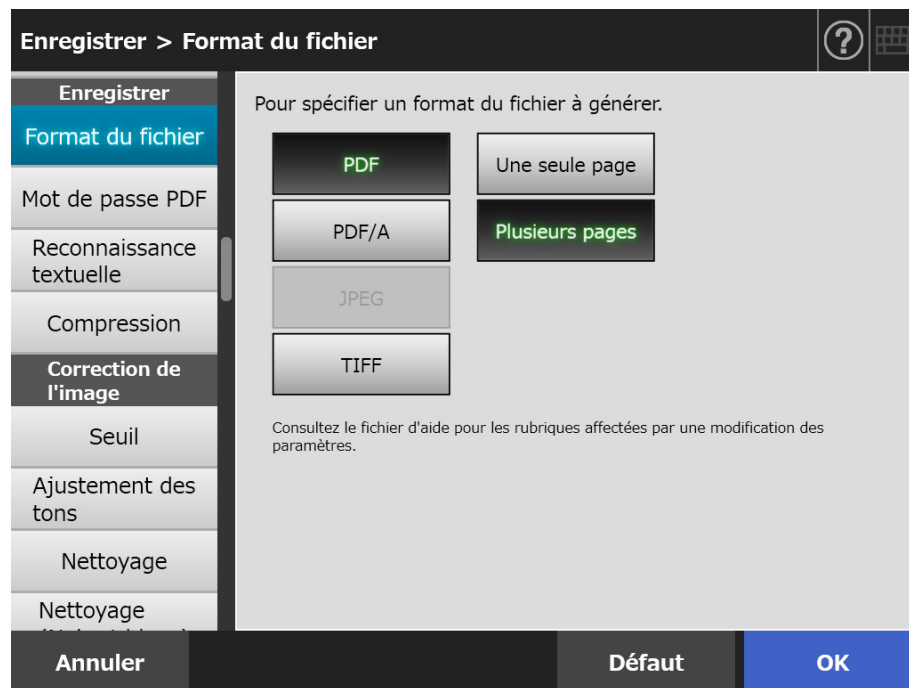 Enregistrer > Format du fichier
?
Enregistrer
Format du fichier
Mot de passe PDF
Reconnaissance
textuelle
Compression
Correction de
l'image
Seuil
Ajustement des
tons
Nettoyage
Nettoyage
Pour spécifier un format du fichier à générer.
PDF
Une seule page
PDF/A
Plusieurs pages
JPEG
TIFF
Consultez le fichier d'aide pour les rubriques affectées par une modification des
paramètres.
Annuler
Défaut
OK